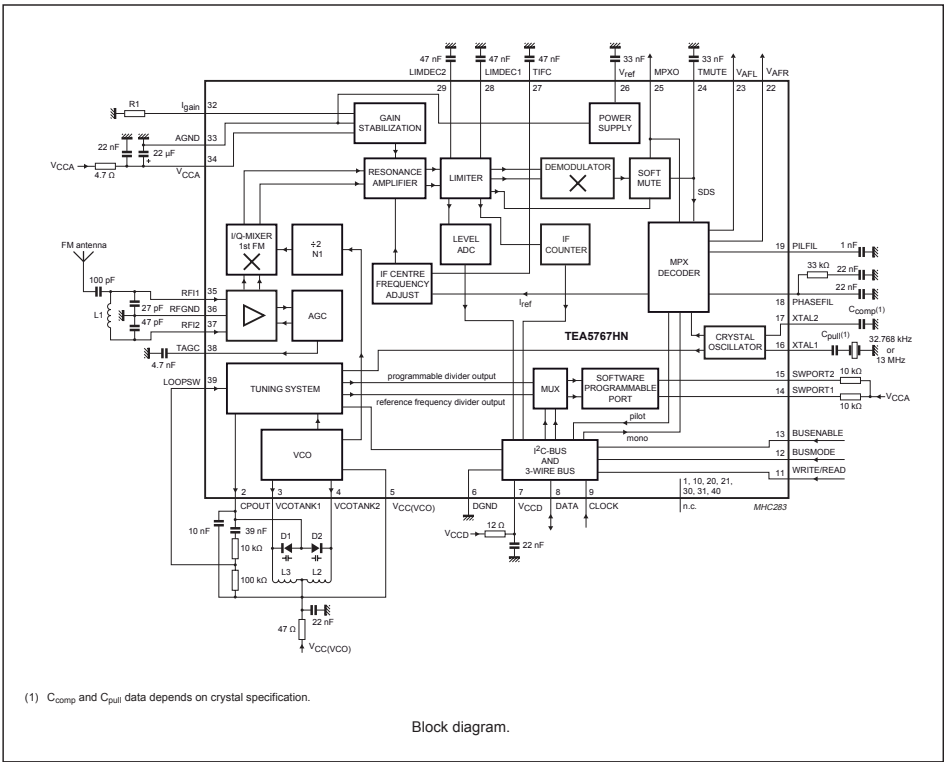 47 nF 47 nF 47 nF 33 nF 33 nF
LIMDEC2 LIMDEC1 TIFC Vref MPXO TMUTE VAFL VAFR
29 28 27 26 25 24 23 22
R1 Igain 32
GAIN
STABILIZATION
POWER
SUPPLY
AGND 33
22 nF 22 μF
+
34
VCCA 4.7 Ω VCCA
RESONANCE
AMPLIFIER
LIMITER
DEMODULATOR
SOFT
MUTE
SDS
I/Q-MIXER
1st FM
÷2
N1
LEVEL
ADC
IF
COUNTER
IF CENTRE
FREQUENCY
ADJUST
Iref
MPX
DECODER
19 PILFIL 1 nF
33 kΩ 22 nF
22 nF
18 PHASEFIL
Ccomp(1)
17 XTAL2
Cpull(1)
16 XTAL1
32.768 kHz
or
13 MHz
FM antenna
100 pF
L1
RFI1 35
27 pF
RFGND 36
47 pF
RFI2 37
AGC
TAGC 38
4.7 nF
TEA5767HN
CRYSTAL
OSCILLATOR
LOOPSW 39
TUNING SYSTEM
programmable divider output
reference frequency divider output
MUX
SOFTWARE
PROGRAMMABLE
PORT
15 SWPORT2 10 kΩ
14 SWPORT1
10 kΩ
VCCA
pilot
mono
VCO
I2C-BUS
AND
3-WIRE BUS
13 BUSENABLE
12 BUSMODE
11 WRITE/READ
2 3 4 5 6 7 8 9
CPOUT VCOTANK1 VCOTANK2 VCC(VCO) DGND VCCD DATA CLOCK
1, 10, 20, 21,
30, 31, 40
n.c.
MHC283
10 nF 39 nF
10 kΩ
100 kΩ
D1 D2
L3 L2
22 nF
47 Ω
VCC(VCO)
VCCD 12 Ω
22 nF
(1) Ccomp and Cpull data depends on crystal specification.
Block diagram.